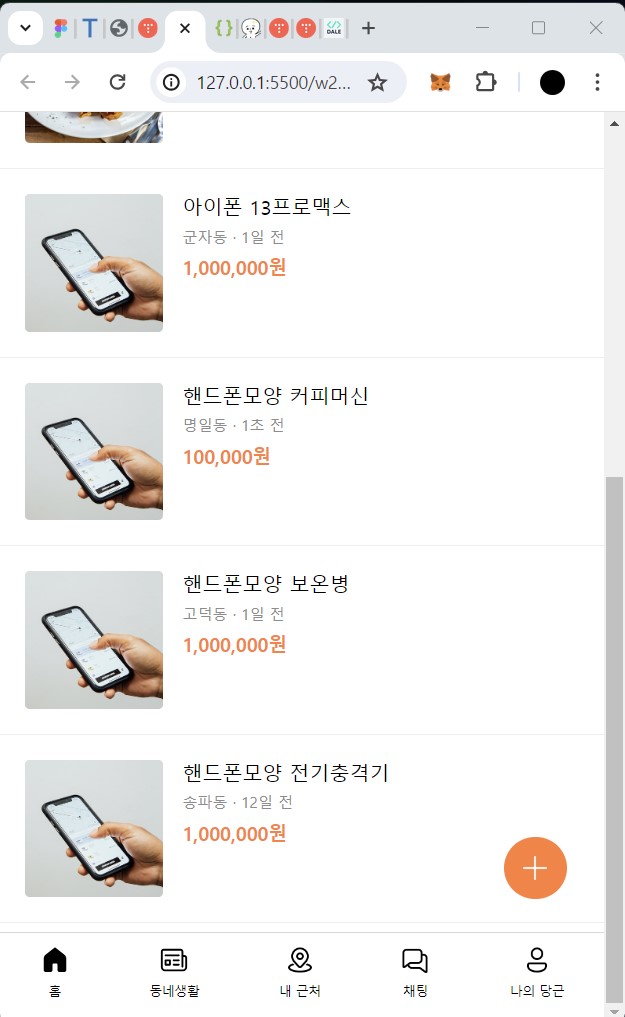 T
{ }
DALE
127.0.0.1:5500/w2...
아이폰 13프로맥스
군자동 · 1일 전
1,000,000원
핸드폰모양 커피머신
명일동 · 1초 전
100,000원
핸드폰모양 보온병
고덕동 · 1일 전
1,000,000원
핸드폰모양 전기충격기
송파동 · 12일 전
1,000,000원
홈
동네생활
내 근처
채팅
나의 당근